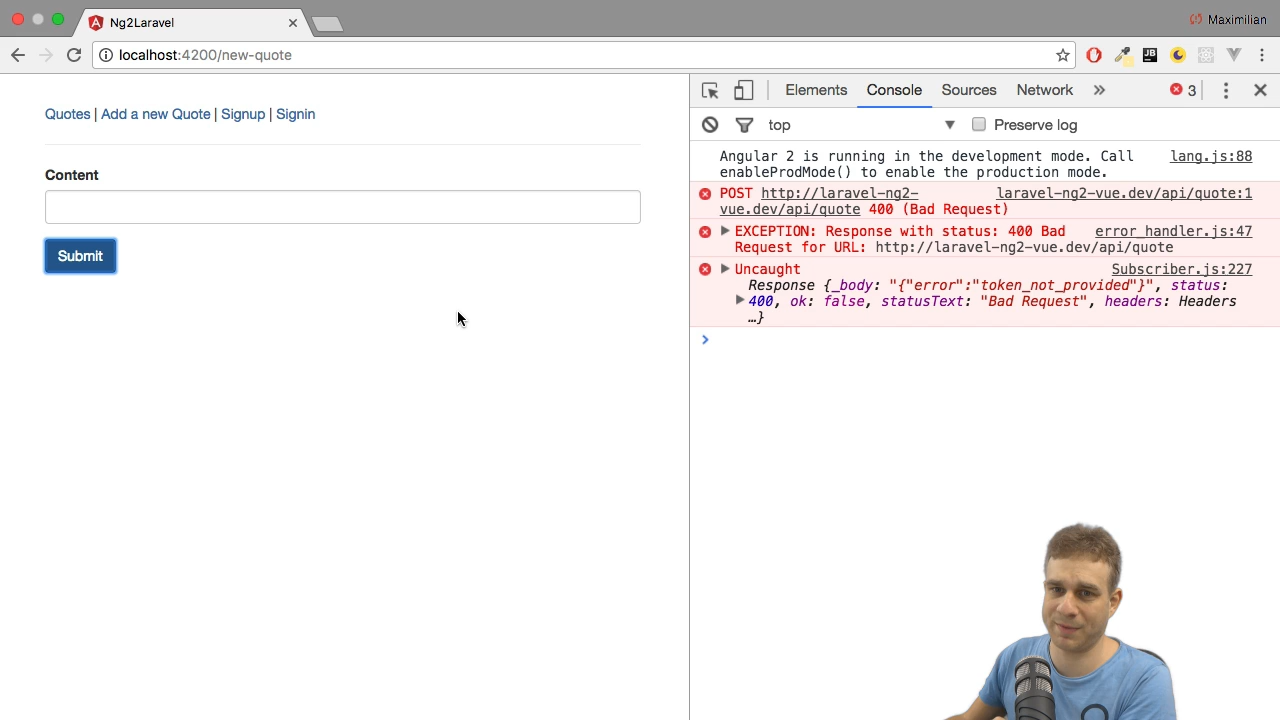 Ng2Laravel
Maximilian
localhost:4200/new-quote
JB
Quotes | Add a new Quote | Signup | Signin
Content
Submit
Elements Console Sources Network » 3
top Preserve log
Angular 2 is running in the development mode. Call lang.js:88
enableProdMode() to enable the production mode.
POST http://laravel-ng2- laravel-ng2-vue.dev/api/quote:1
vue.dev/api/quote 400 (Bad Request)
EXCEPTION: Response with status: 400 Bad error_handler.js:47
Request for URL: http://laravel-ng2-vue.dev/api/quote
Uncaught Subscriber.js:227
Response {_body: "{"error":"token_not_provided"}", status:
400, ok: false, statusText: "Bad Request", headers: Headers
…}